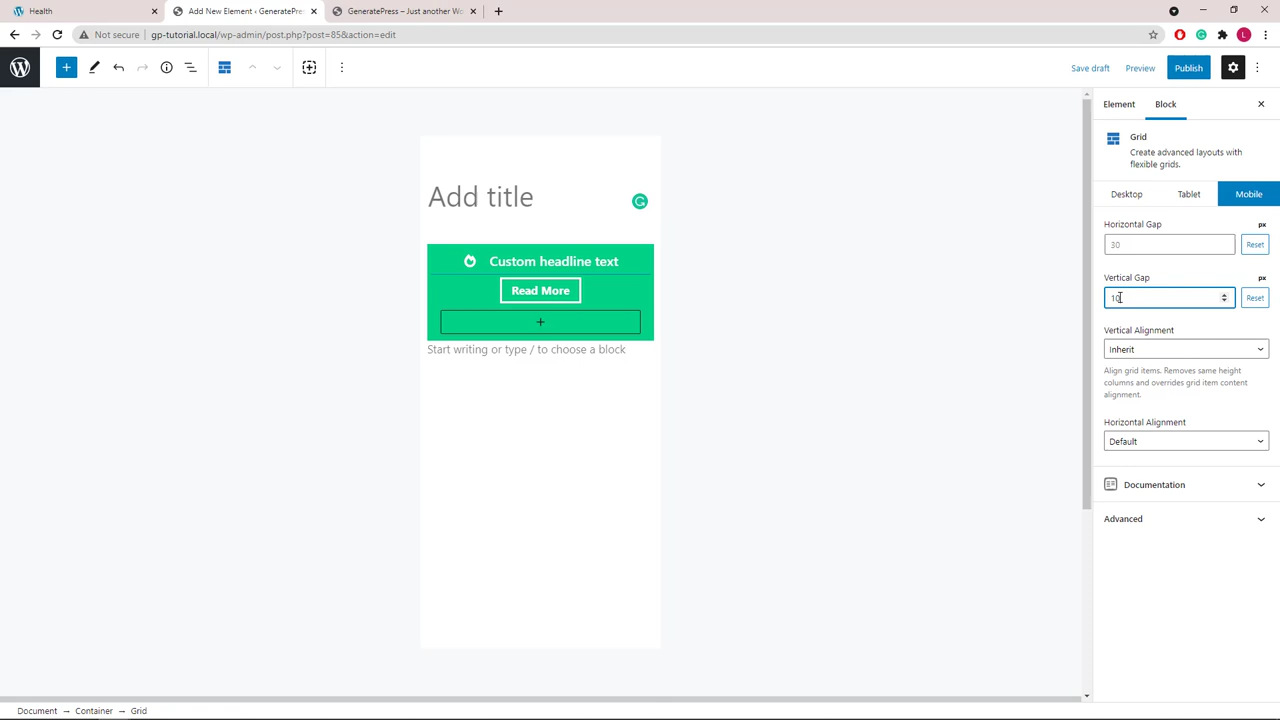 Health
Add New Element ‹ GeneratePres
GeneratePress – Just another Wo
Not secure
gp-tutorial.local/wp-admin/post.php?post=85&action=edit
L
Save draft
Preview
Publish
Element
Block
Grid
Create advanced layouts with
flexible grids.
Desktop
Tablet
Mobile
Horizontal Gap
px
30
Reset
Vertical Gap
px
10
Reset
Vertical Alignment
Inherit
Align grid items. Removes same height
columns and overrides grid item content
alignment.
Horizontal Alignment
Default
Documentation
Advanced
Add title
Custom headline text
Read More
Start writing or type / to choose a block
Document → Container → Grid